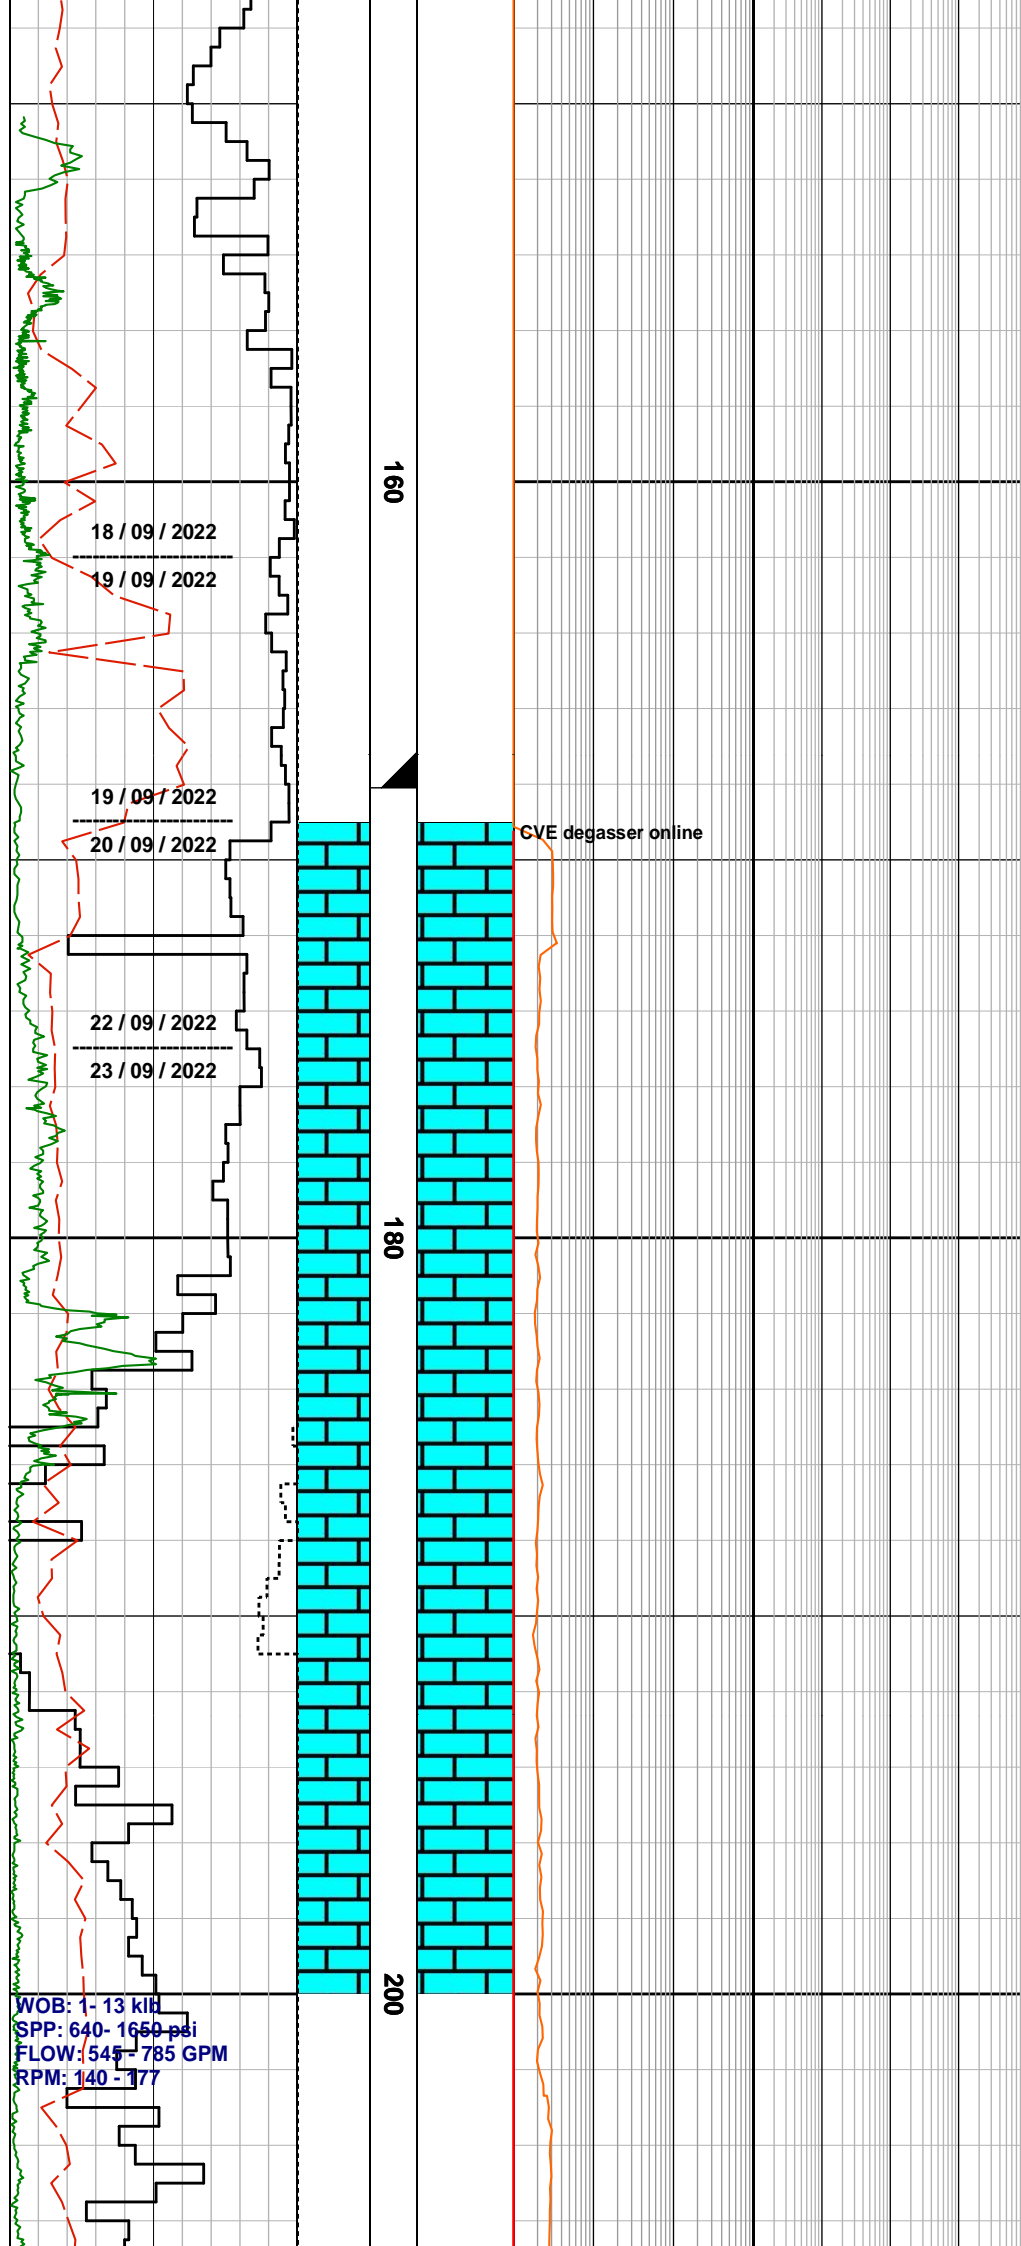 160
18 / 09 / 2022
19 / 09 / 2022
19 / 09 / 2022
CVE degasser online
20 / 09 / 2022
22 / 09 / 2022
23 / 09 / 2022
180
200
WOB: 1- 13 klb
SPP: 640- 1650 psi
FLOW: 545 - 785 GPM
RPM: 140 - 177